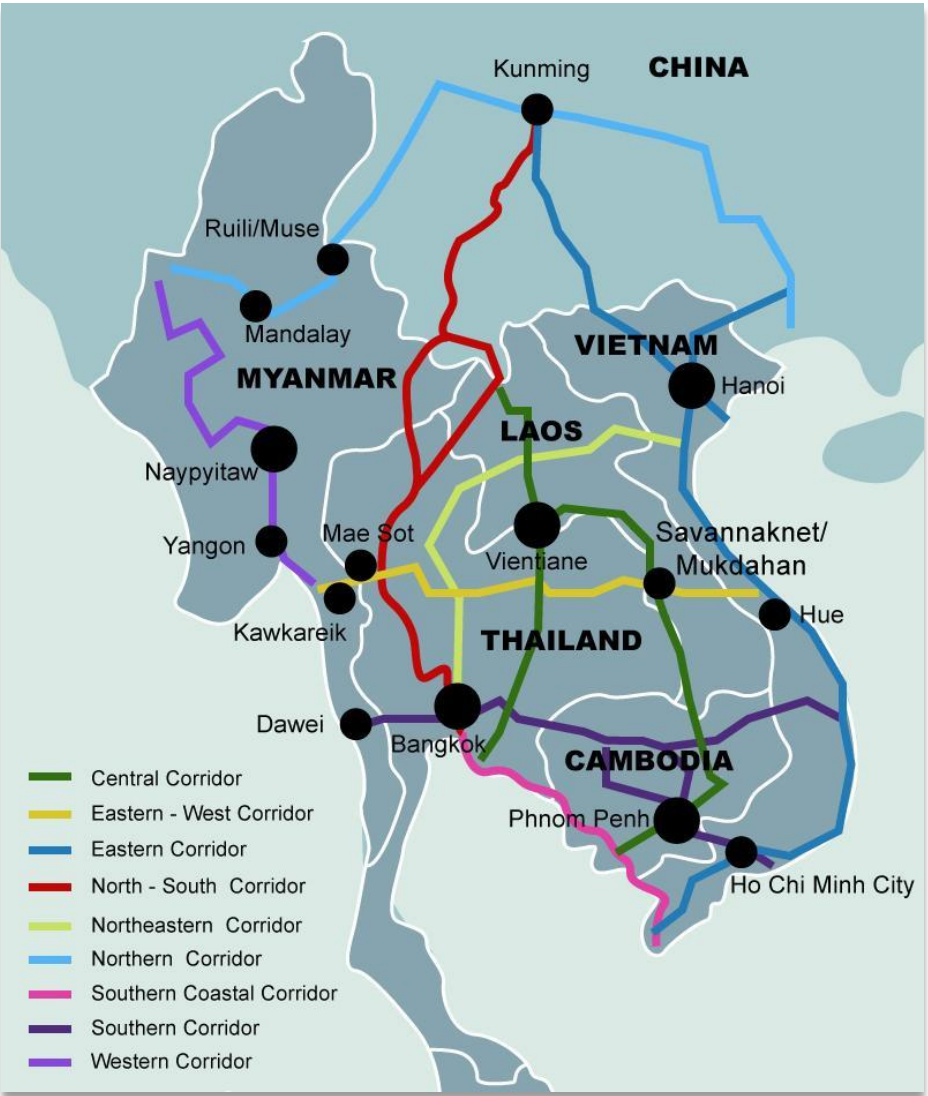 Kunming
CHINA
Ruili/Muse
Mandalay
VIETNAM
MYANMAR
Hanoi
LAOS
Naypyitaw
Mae Sot
Savannaknet/
Mukdahan
Yangon
Vientiane
Hue
Kawkareik
THAILAND
Dawei
Bangkok
CAMBODIA
Phnom Penh
Ho Chi Minh City
Central Corridor
Eastern - West Corridor
Eastern Corridor
North - South Corridor
Northeastern Corridor
Northern Corridor
Southern Coastal Corridor
Southern Corridor
Western Corridor